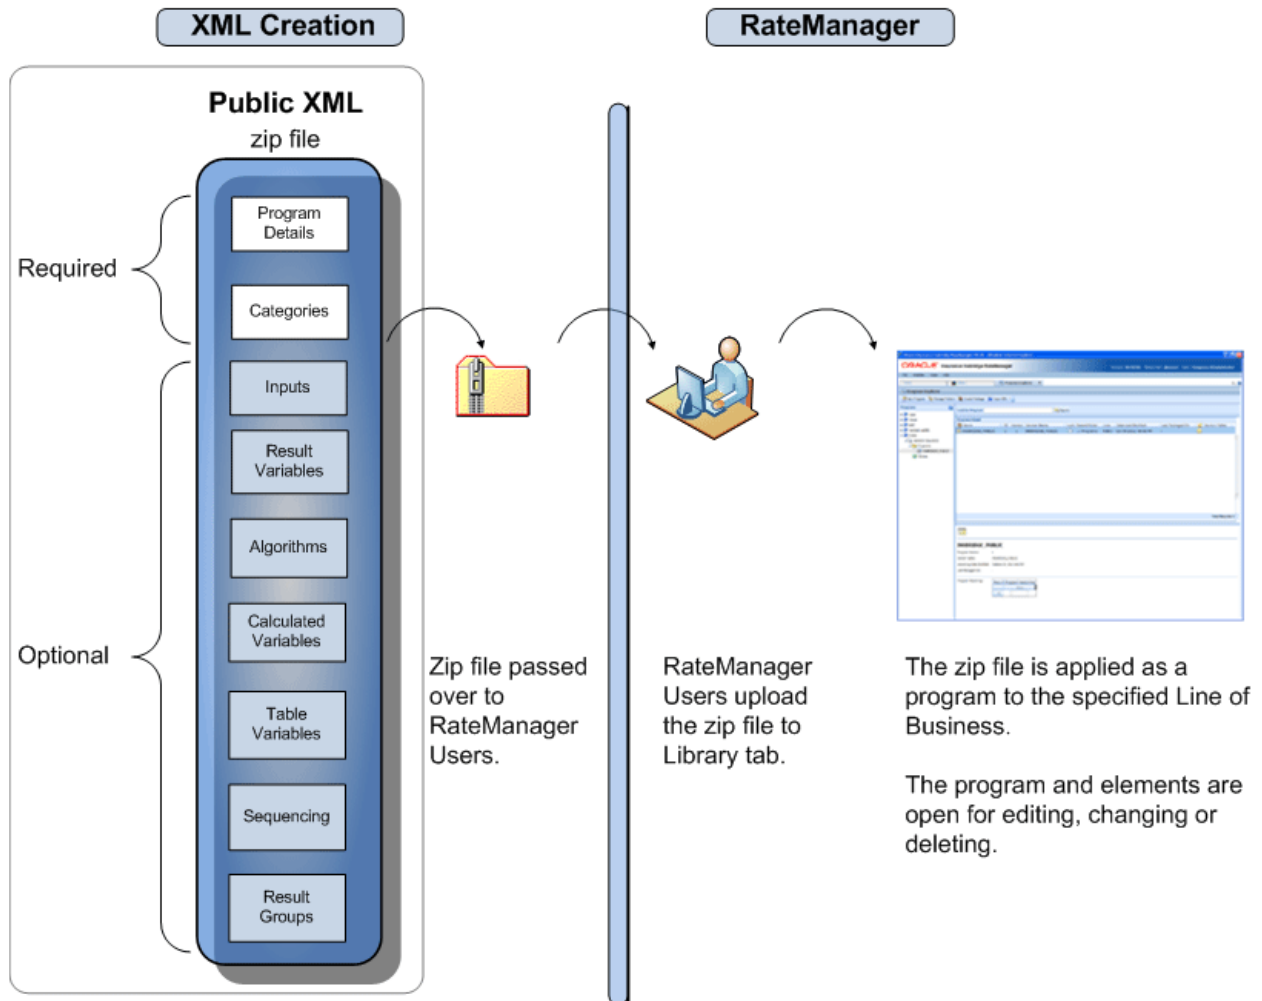 XML Creation
RateManager
Public XML
zip file
Required
Program
Details
Categories
Optional
Inputs
Result
Variables
Algorithms
Calculated
Variables
Table
Variables
Sequencing
Result
Groups
Zip file passed
over to
RateManager
Users.
RateManager
Users upload
the zip file to
Library tab.
ORACLE
The zip file is applied as a
program to the specified Line of
Business.
The program and elements are
open for editing, changing or
deleting.